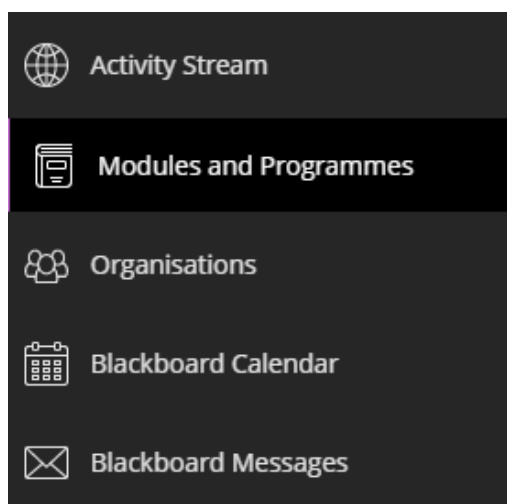 Activity Stream
Modules and Programmes
Organisations
Blackboard Calendar
Blackboard Messages